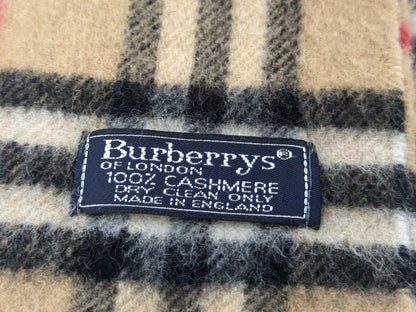 Burberrys®
OF LONDON
100% CASHMERE
DRY CLEAN ONLY
MADE IN ENGLAND